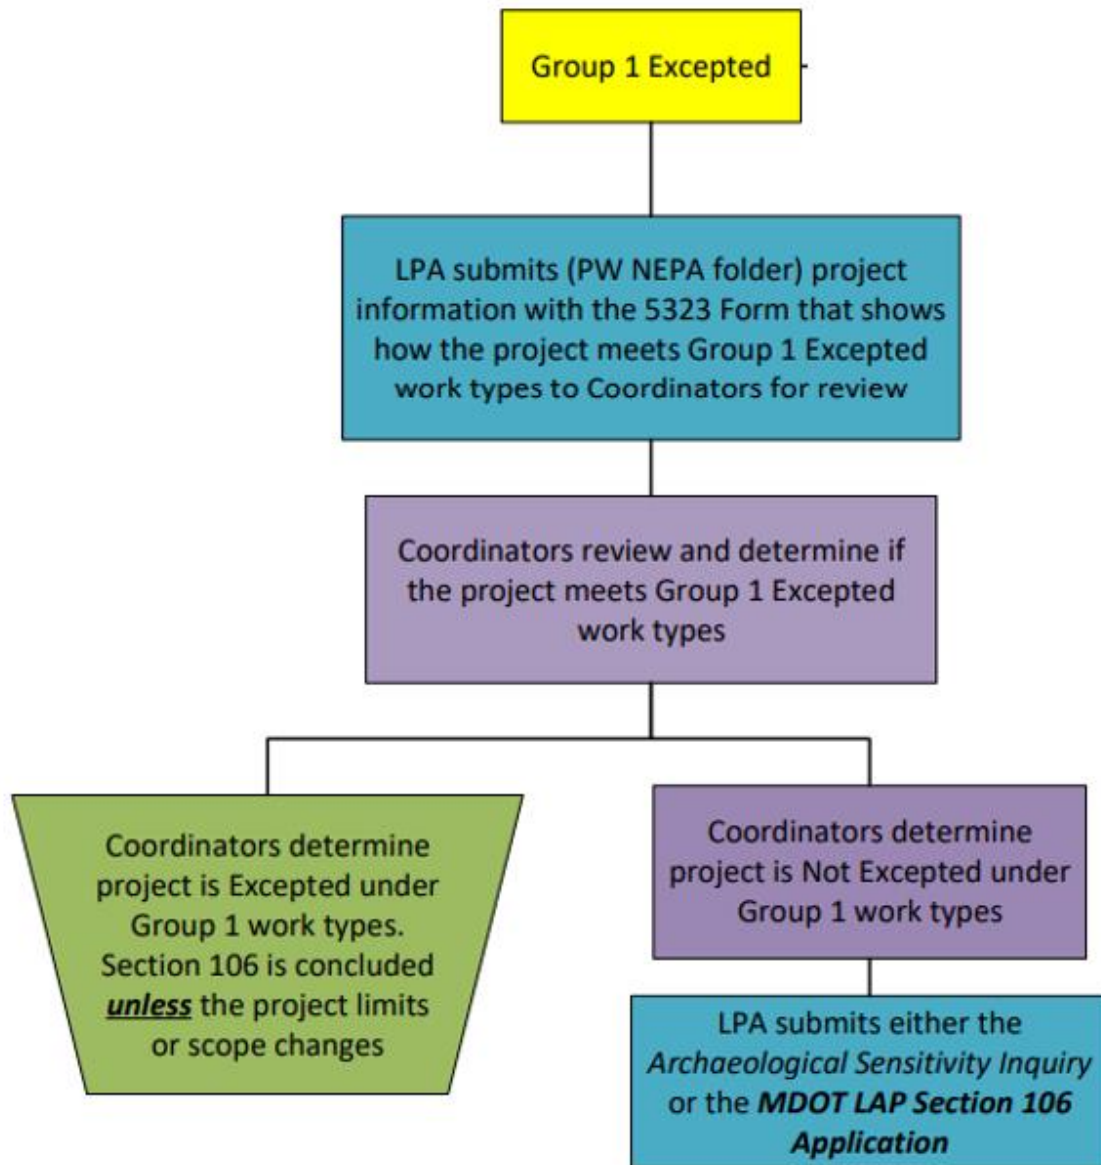 Group 1 Excepted
LPA submits (PW NEPA folder) project
information with the 5323 Form that shows
how the project meets Group 1 Excepted
work types to Coordinators for review
Coordinators review and determine if
the project meets Group 1 Excepted
work types
Coordinators determine
project is Excepted under
Group 1 work types.
Section 106 is concluded
unless the project limits
or scope changes
Coordinators determine
project is Not Excepted under
Group 1 work types
LPA submits either the
Archaeological Sensitivity Inquiry
or the MDOT LAP Section 106
Application